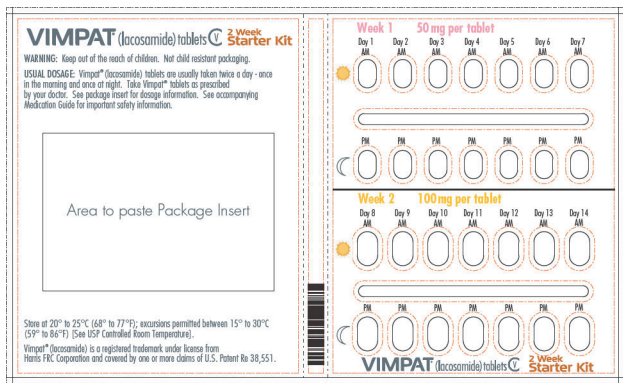 VIMPAT® (lacosamide) tablets CV 2 Week
Starter Kit
WARNING: Keep out of the reach of children. Not child resistant packaging.
USUAL DOSAGE: Vimpat® (lacosamide) tablets are usually taken twice a day - once
in the morning and once at night. Take Vimpat® tablets as prescribed
by your doctor. See package insert for dosage information. See accompanying
Medication Guide for important safety information.
Area to paste Package Insert
Store at 20° to 25°C (68° to 77°F); excursions permitted between 15° to 30°C
(59° to 86°F) [See USP Controlled Room Temperature].
Vimpat® (lacosamide) is a registered trademark under license from
Harris FRC Corporation and covered by one or more claims of U.S. Patent Re 38,551.
Week 1 50 mg per tablet
Day 1 Day 2 Day 3 Day 4 Day 5 Day 6 Day 7
AM AM AM AM AM AM AM
PM PM PM PM PM PM PM
Week 2 100 mg per tablet
Day 8 Day 9 Day 10 Day 11 Day 12 Day 13 Day 14
AM AM AM AM AM AM AM
PM PM PM PM PM PM PM
VIMPAT® (lacosamide) tablets CV 2 Week
Starter Kit